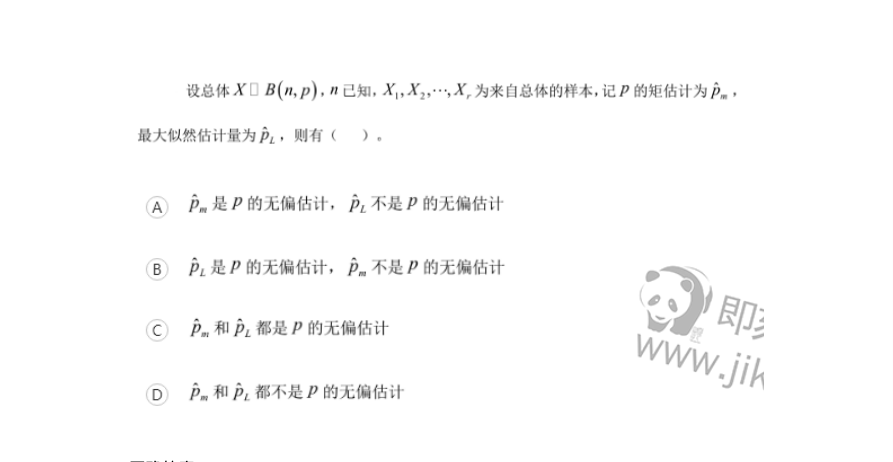 设总体 X□ B(n,p)，n 已知，X₁,X₂,⋯,Xᵣ 为来自总体的样本，记 P 的矩估计为 p̂ₘ，
最大似然估计量为 p̂_L，则有（ ）。
A p̂ₘ 是 P 的无偏估计， p̂_L 不是 P 的无偏估计
B p̂_L 是 P 的无偏估计， p̂ₘ 不是 P 的无偏估计
C p̂ₘ 和 p̂_L 都是 P 的无偏估计
D p̂ₘ 和 p̂_L 都不是 P 的无偏估计
即
www.jik